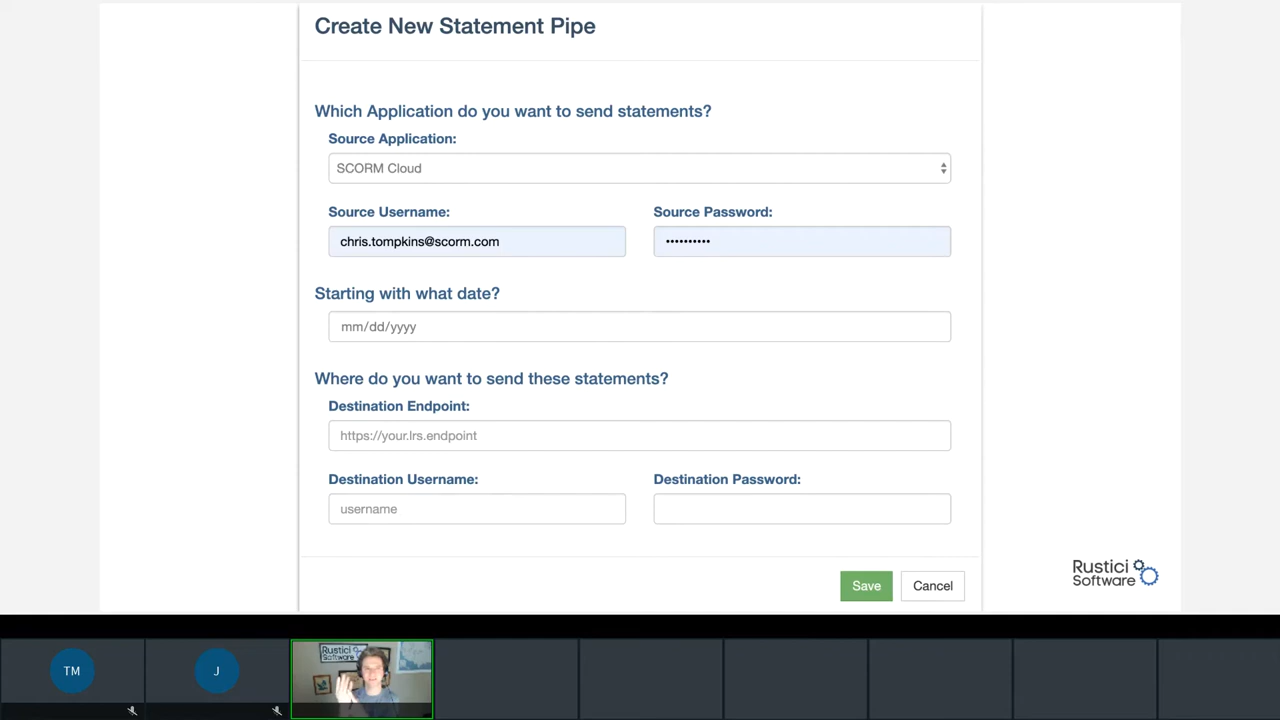 Create New Statement Pipe
Which Application do you want to send statements?
Source Application:
SCORM Cloud
Source Username:
Source Password:
chris.tompkins@scorm.com
••••••••••
Starting with what date?
mm/dd/yyyy
Where do you want to send these statements?
Destination Endpoint:
https://your.lrs.endpoint
Destination Username:
Destination Password:
username
Save
Cancel
Rustici
Software
TM
J
Rustici
Software